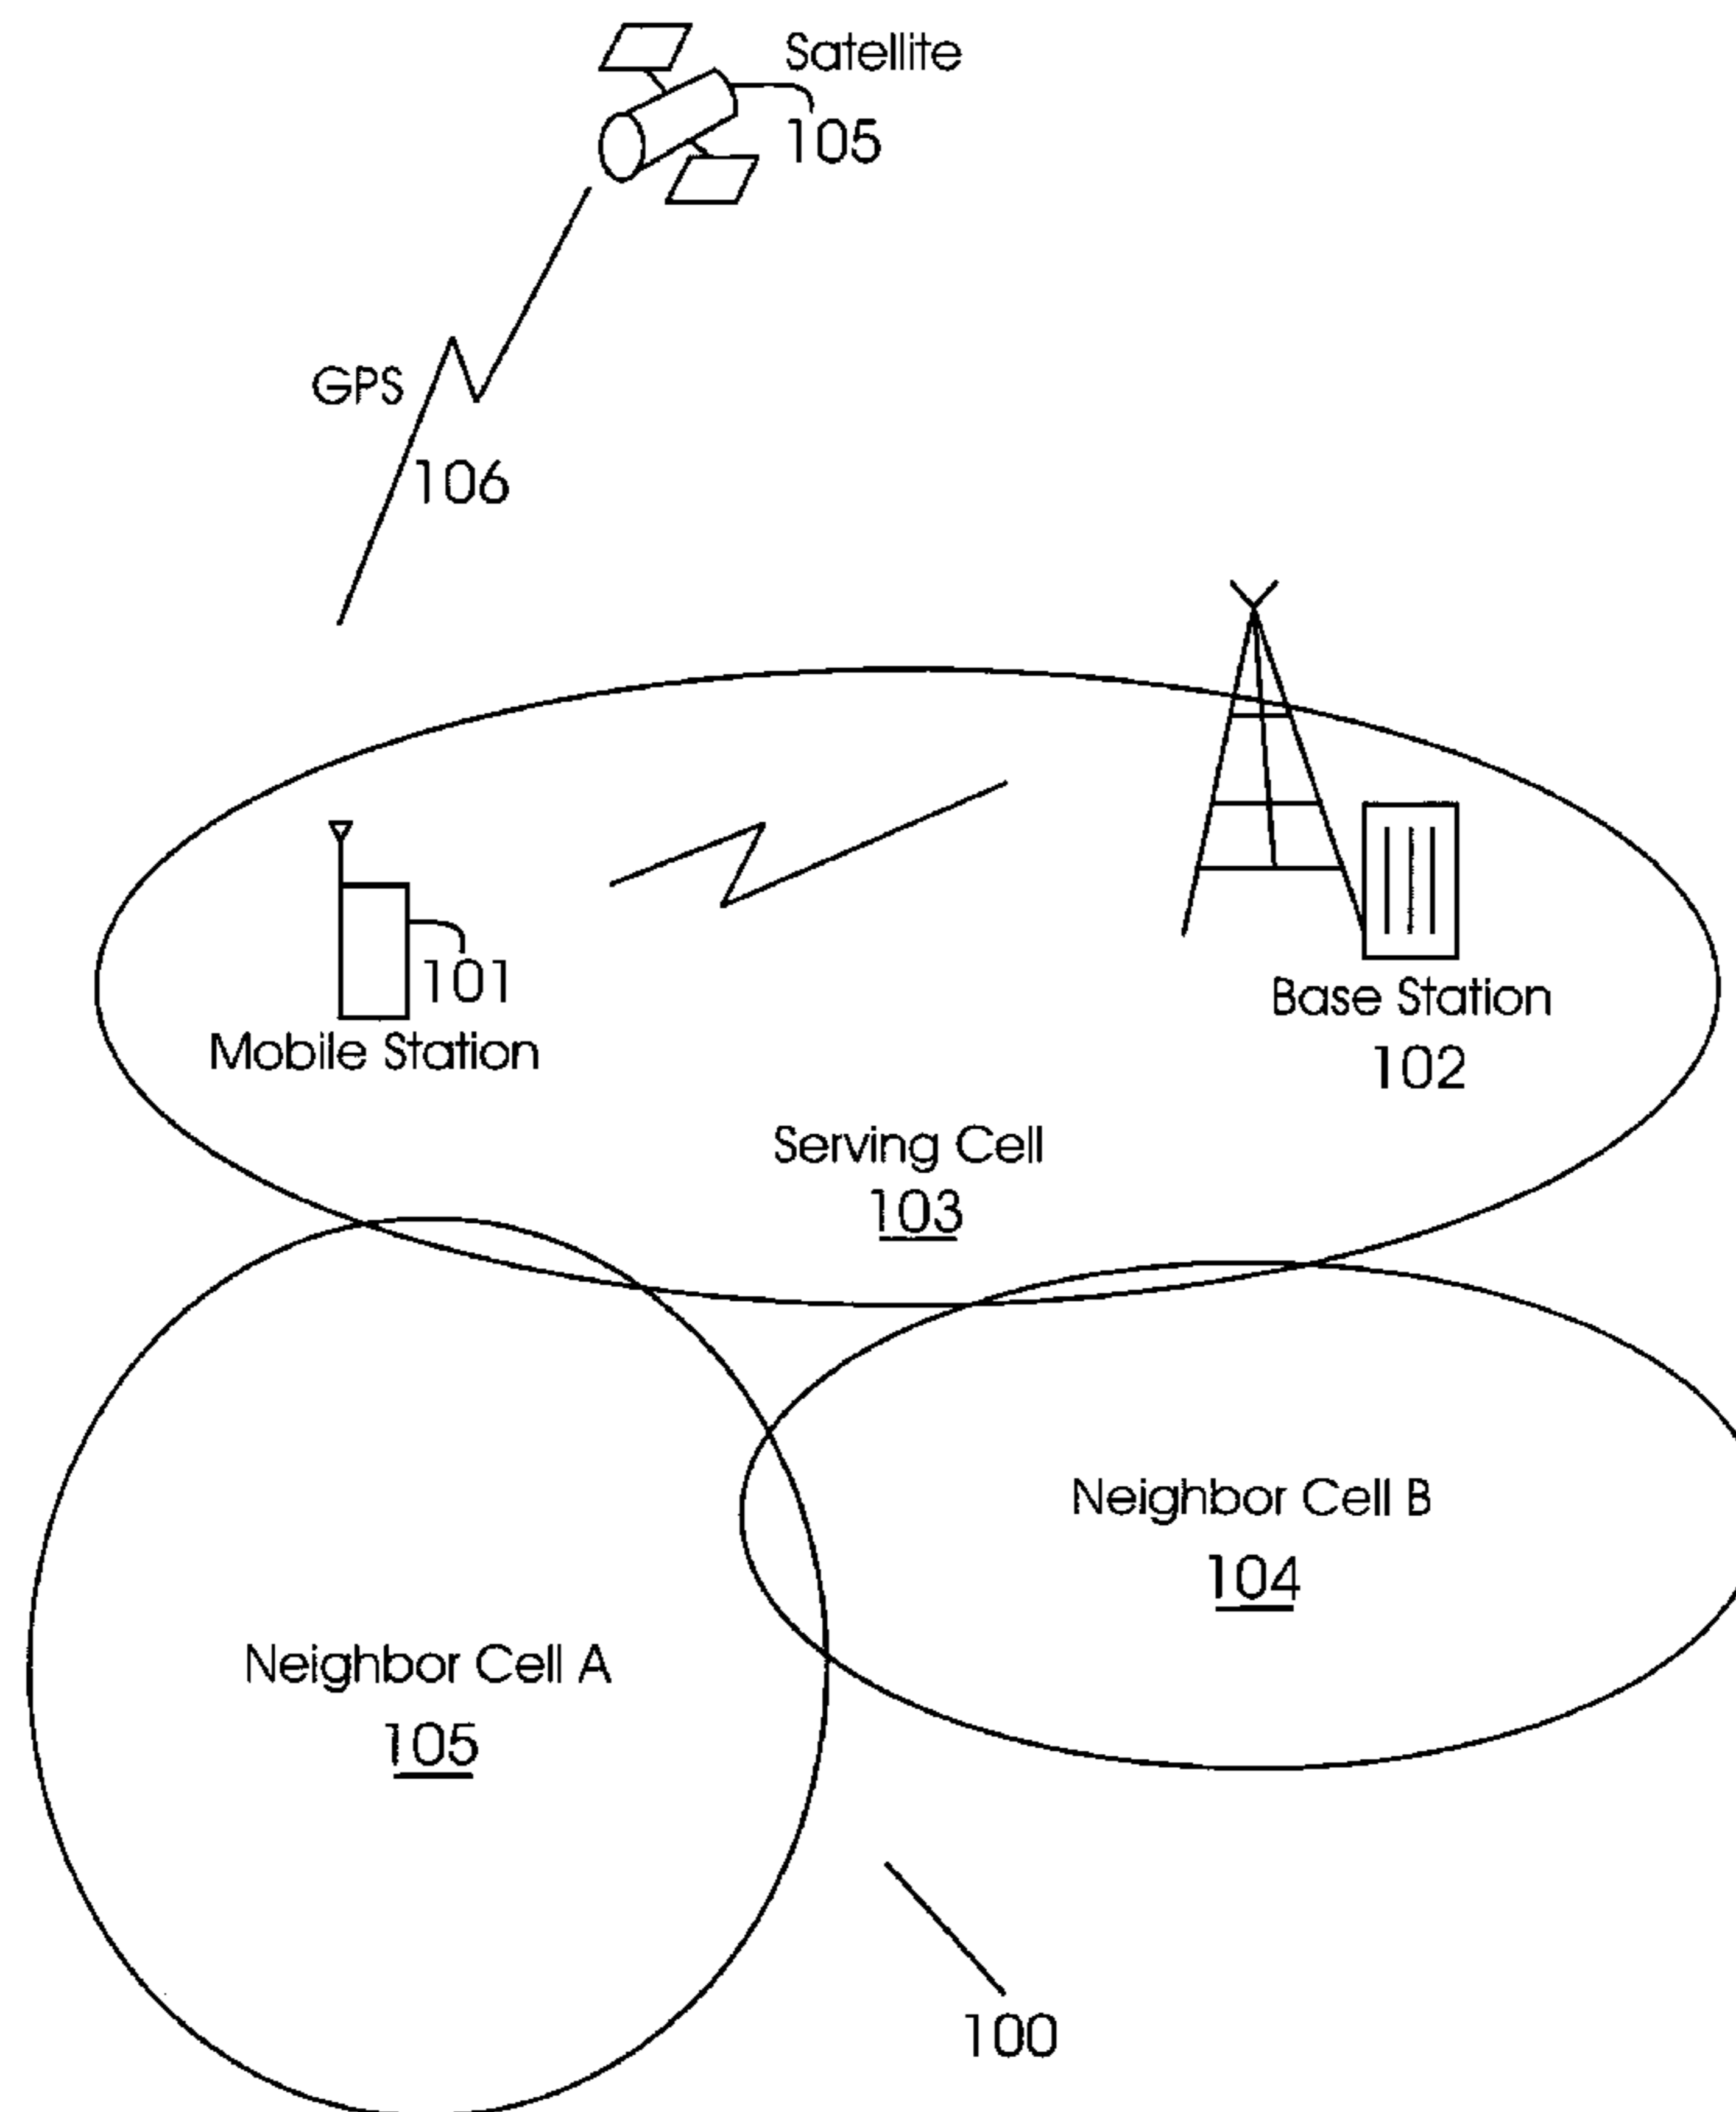 Satellite
105
GPS
106
101
Mobile Station
Base Station
102
Serving Cell
103
Neighbor Cell B
104
Neighbor Cell A
105
100